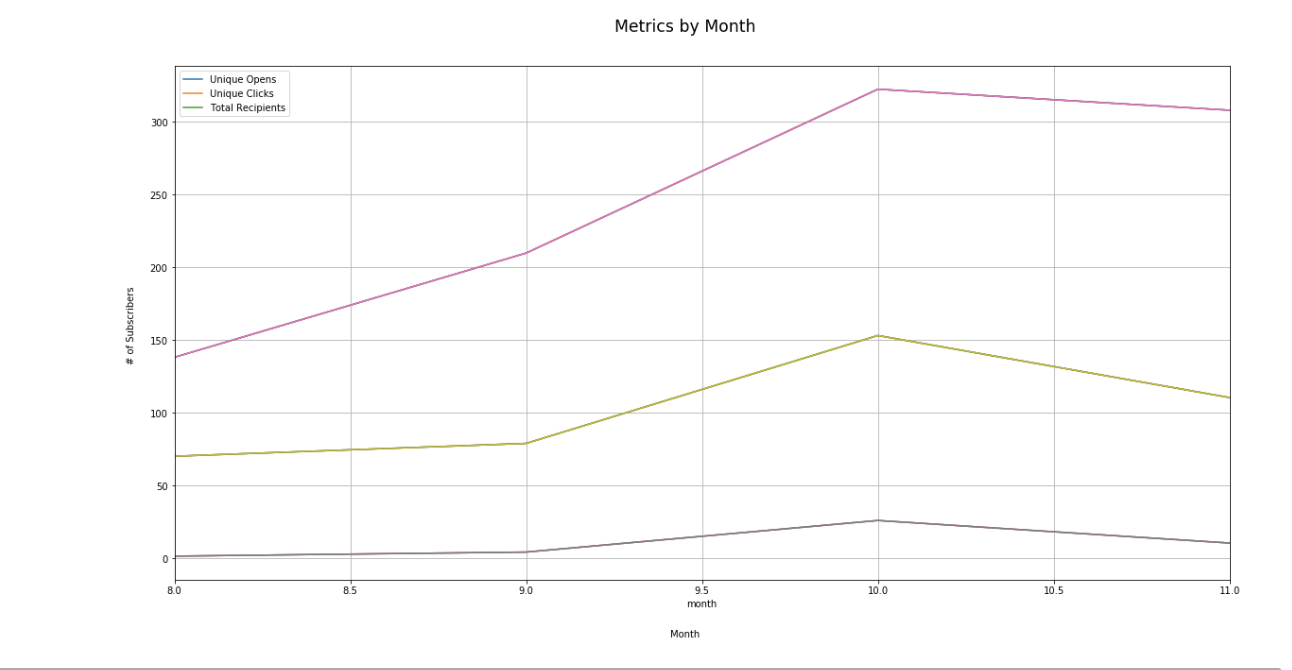 Metrics by Month
Unique Opens
Unique Clicks
Total Recipients
300
250
200
150
100
50
0
# of Subscribers
8.0 8.5 9.0 9.5 10.0 10.5 11.0
month
Month